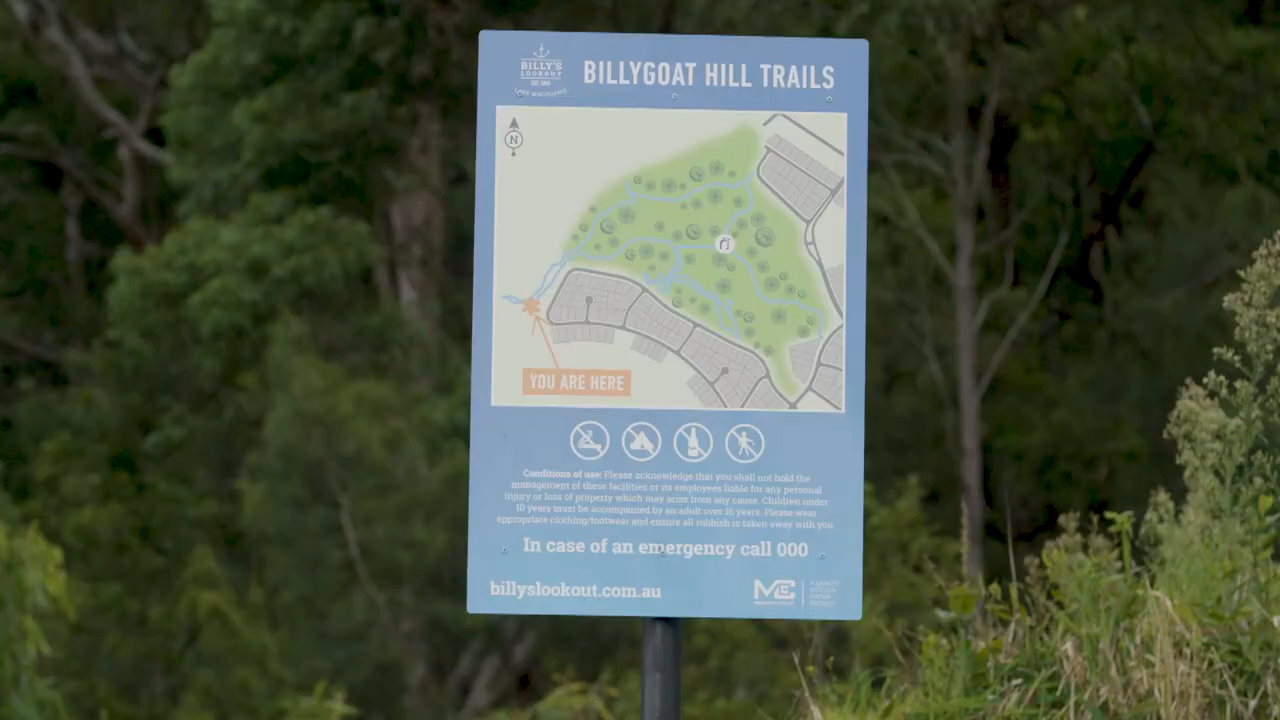 BILLY'S
LOOKOUT
BILLYGOAT HILL TRAILS
N
YOU ARE HERE
Conditions of use: Please acknowledge that you shall not hold the
management of these facilities or its employees liable for any personal
injury or loss of property which may arise from any cause. Children under
10 years must be accompanied by an adult over 16 years. Please wear
appropriate clothing/footwear and ensure all rubbish is taken away with you
In case of an emergency call 000
billyslookout.com.au